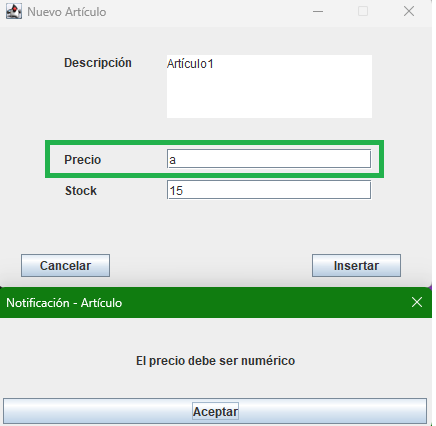 Nuevo Artículo
Descripción
Artículo1
Precio
a
Stock
15
Cancelar
Insertar
Notificación - Artículo
El precio debe ser numérico
Aceptar